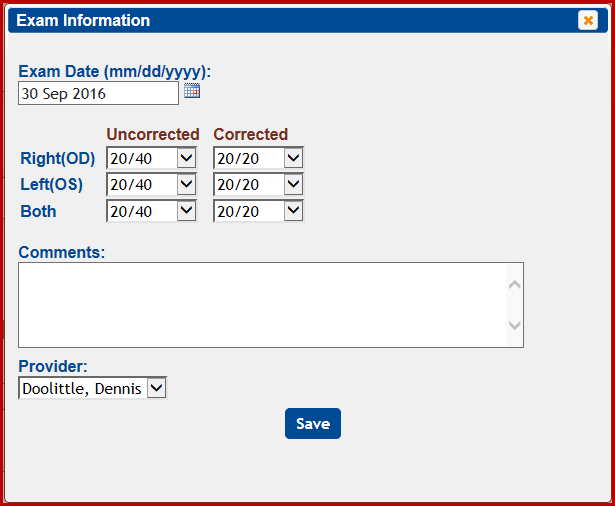 Exam Information
Exam Date (mm/dd/yyyy):
30 Sep 2016
Uncorrected Corrected
Right(OD) 20/40 20/20
Left(OS) 20/40 20/20
Both 20/40 20/20
Comments:
Provider:
Doolittle, Dennis
Save